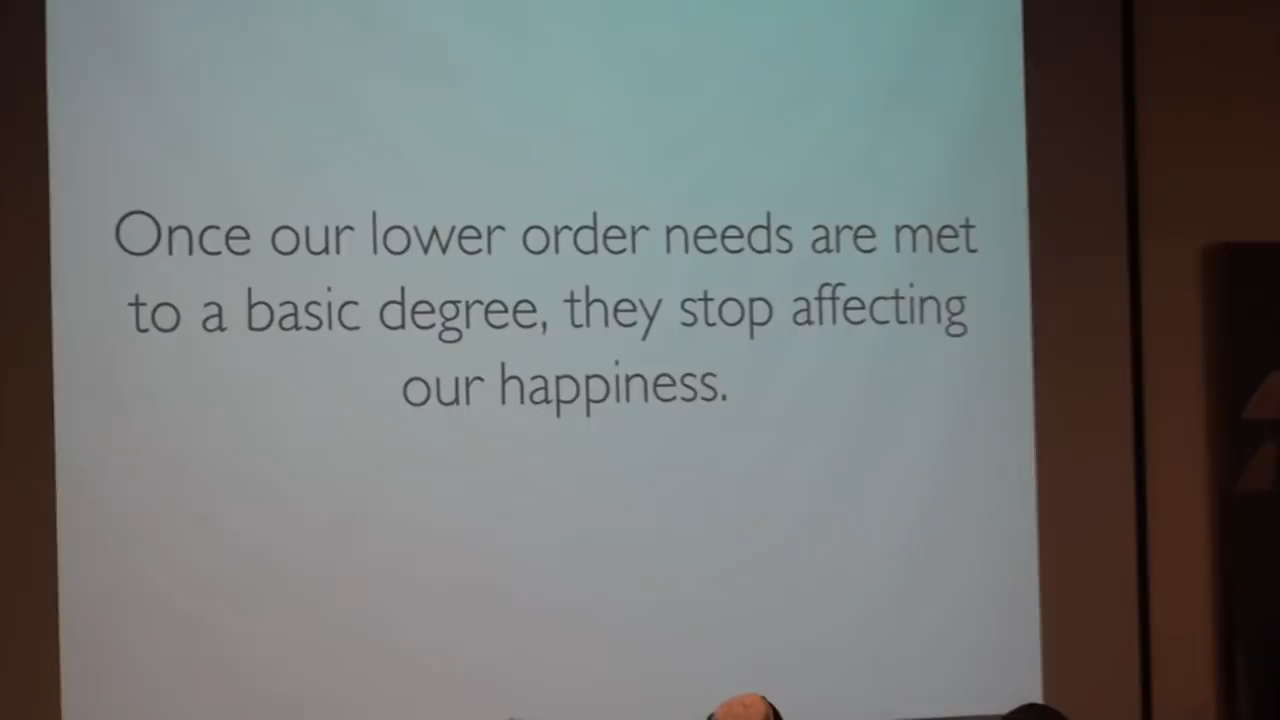 Once our lower order needs are met
to a basic degree, they stop affecting
our happiness.